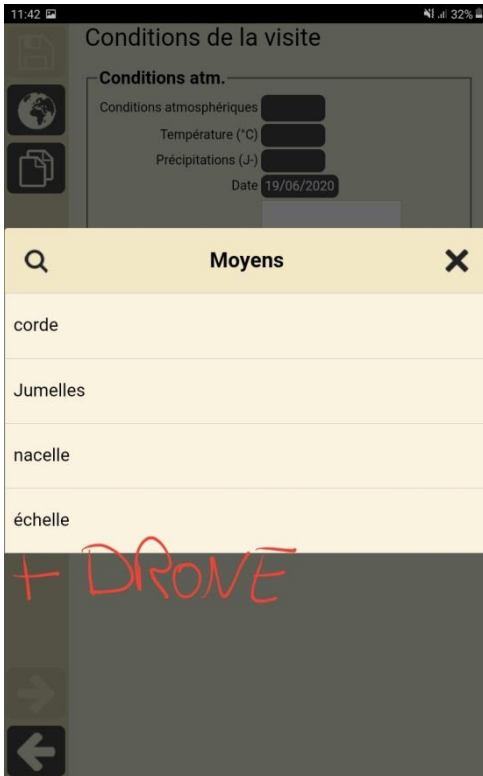 11:42 32%
Conditions de la visite
Conditions atm.
Conditions atmosphériques
Température (°C)
Précipitations (J-)
Date 19/06/2020
Moyens
corde
Jumelles
nacelle
échelle
+ DRONE